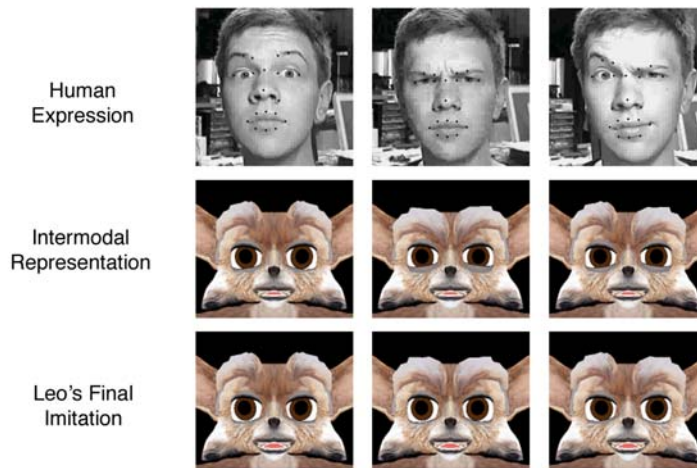 Human
Expression
Intermodal
Representation
Leo's Final
Imitation